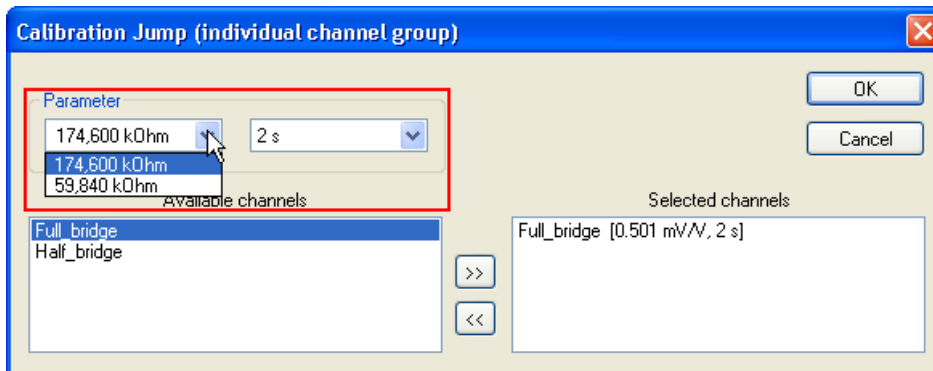 Calibration Jump (individual channel group)
Parameter
OK
174,600 kOhm
2 s
Cancel
174,600 kOhm
59,840 kOhm
Available channels
Selected channels
Full_bridge
Full_bridge [0.501 mV/V, 2 s]
Half_bridge
>>
<<